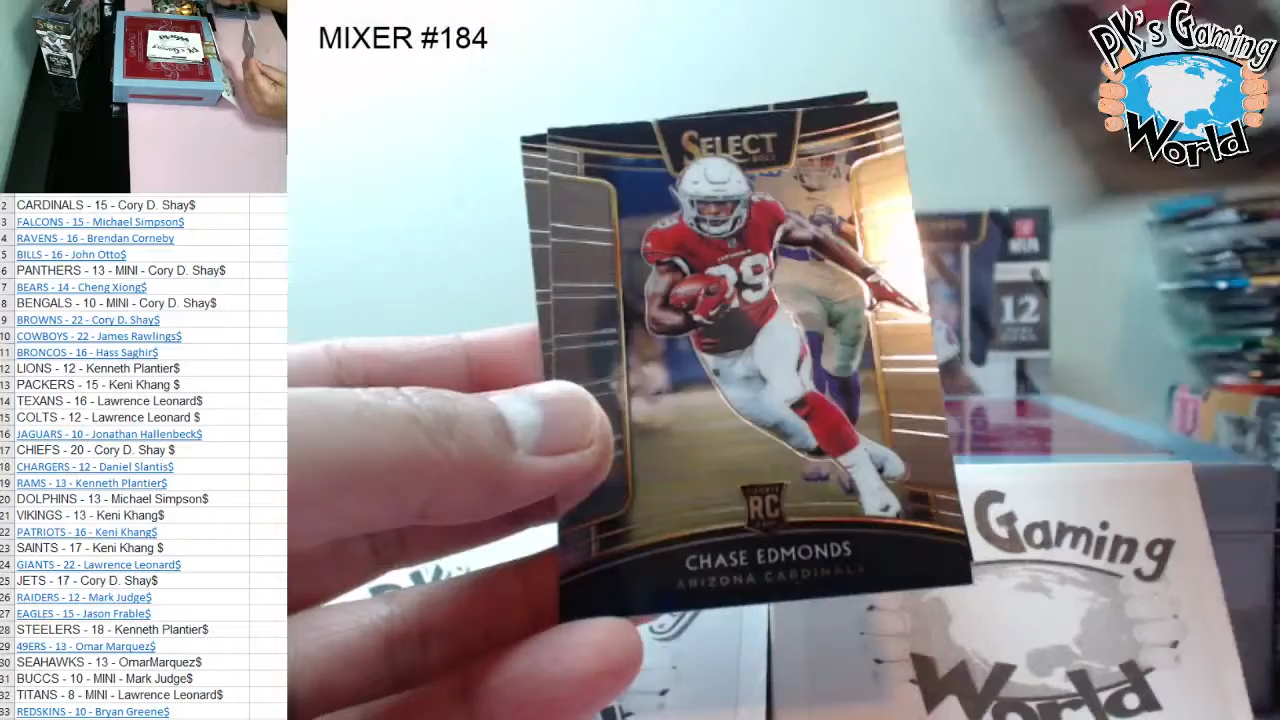 MIXER #184
PK's Gaming
World
2 CARDINALS - 15 - Cory D. Shay$
3 FALCONS - 15 - Michael Simpson$
4 RAVENS - 16 - Brendan Corneby
5 BILLS - 16 - John Otto$
6 PANTHERS - 13 - MINI - Cory D. Shay$
7 BEARS - 14 - Cheng Xiong$
8 BENGALS - 10 - MINI - Cory D. Shay$
9 BROWNS - 22 - Cory D. Shay$
10 COWBOYS - 22 - James Rawlings$
11 BRONCOS - 16 - Hass Saghir$
12 LIONS - 12 - Kenneth Plantier$
13 PACKERS - 15 - Keni Khang $
14 TEXANS - 16 - Lawrence Leonard$
15 COLTS - 12 - Lawrence Leonard $
16 JAGUARS - 10 - Jonathan Hallenbeck$
17 CHIEFS - 20 - Cory D. Shay $
18 CHARGERS - 12 - Daniel Slantis$
19 RAMS - 13 - Kenneth Plantier$
20 DOLPHINS - 13 - Michael Simpson$
21 VIKINGS - 13 - Keni Khang$
22 PATRIOTS - 16 - Keni Khang$
23 SAINTS - 17 - Keni Khang $
24 GIANTS - 22 - Lawrence Leonard$
25 JETS - 17 - Cory D. Shay$
26 RAIDERS - 12 - Mark Judge$
27 EAGLES - 15 - Jason Frable$
28 STEELERS - 18 - Kenneth Plantier$
29 49ERS - 13 - Omar Marquez$
30 SEAHAWKS - 13 - OmarMarquez$
31 BUCCS - 10 - MINI - Mark Judge$
32 TITANS - 8 - MINI - Lawrence Leonard$
33 REDSKINS - 10 - Bryan Greene$
SELECT
39
RC
CHASE EDMONDS
ARIZONA CARDINALS
12
Gaming
World